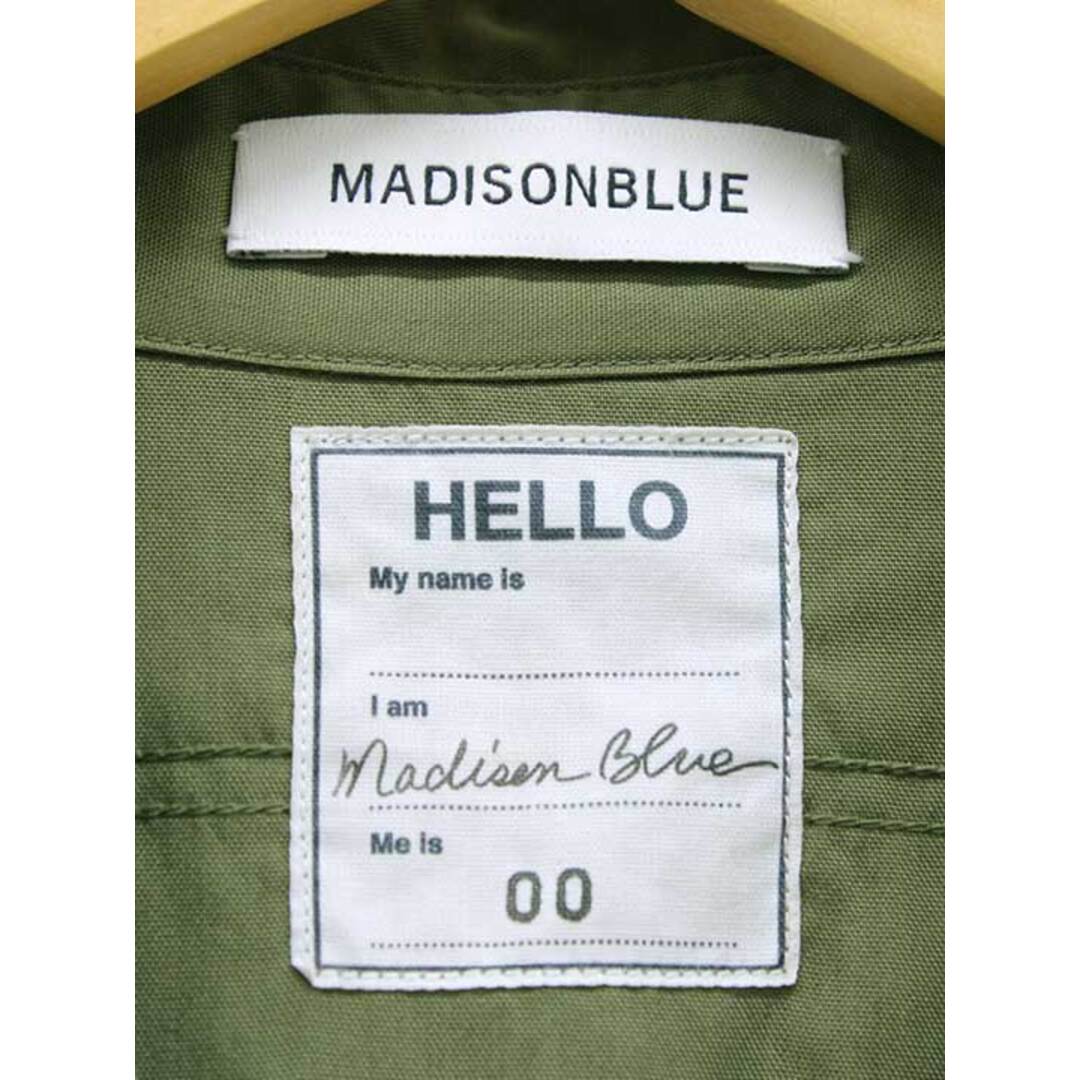 MADISONBLUE
HELLO
My name is
I am
Madison Blue
Me is
00